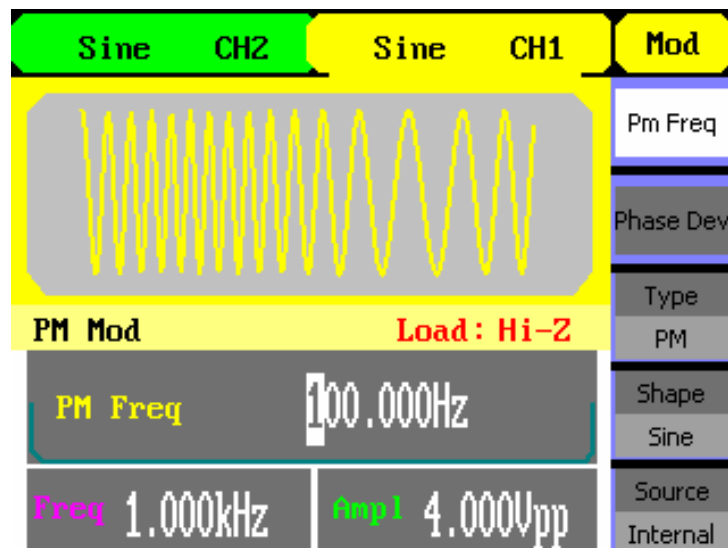 Sine CH2 Sine CH1 Mod
Pm Freq
Phase Dev
Type
PM
PM Mod Load: Hi-Z
PM Freq 100.000Hz
Shape
Sine
Freq 1.000kHz Ampl 4.000Vpp
Source
Internal